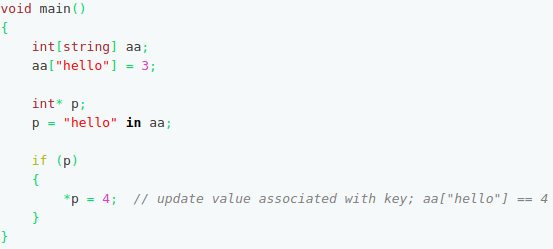 void main()
{
    int[string] aa;
    aa["hello"] = 3;

    int* p;
    p = "hello" in aa;

    if (p)
    {
        *p = 4;  // update value associated with key; aa["hello"] == 4
    }
}